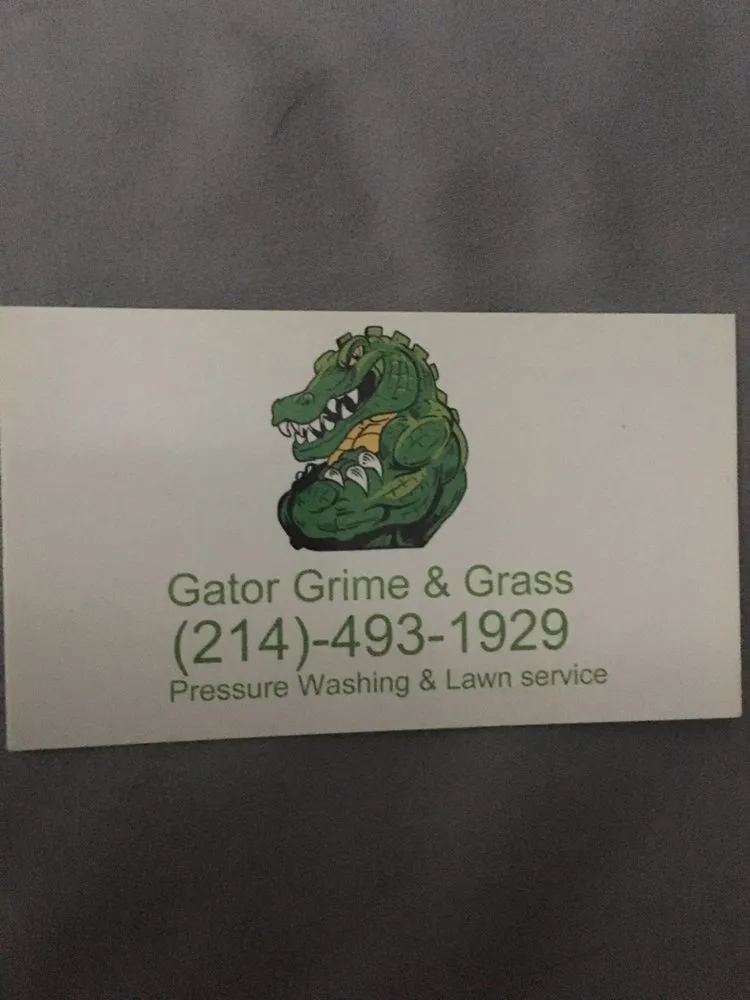 Gator Grime & Grass
(214)-493-1929
Pressure Washing & Lawn service